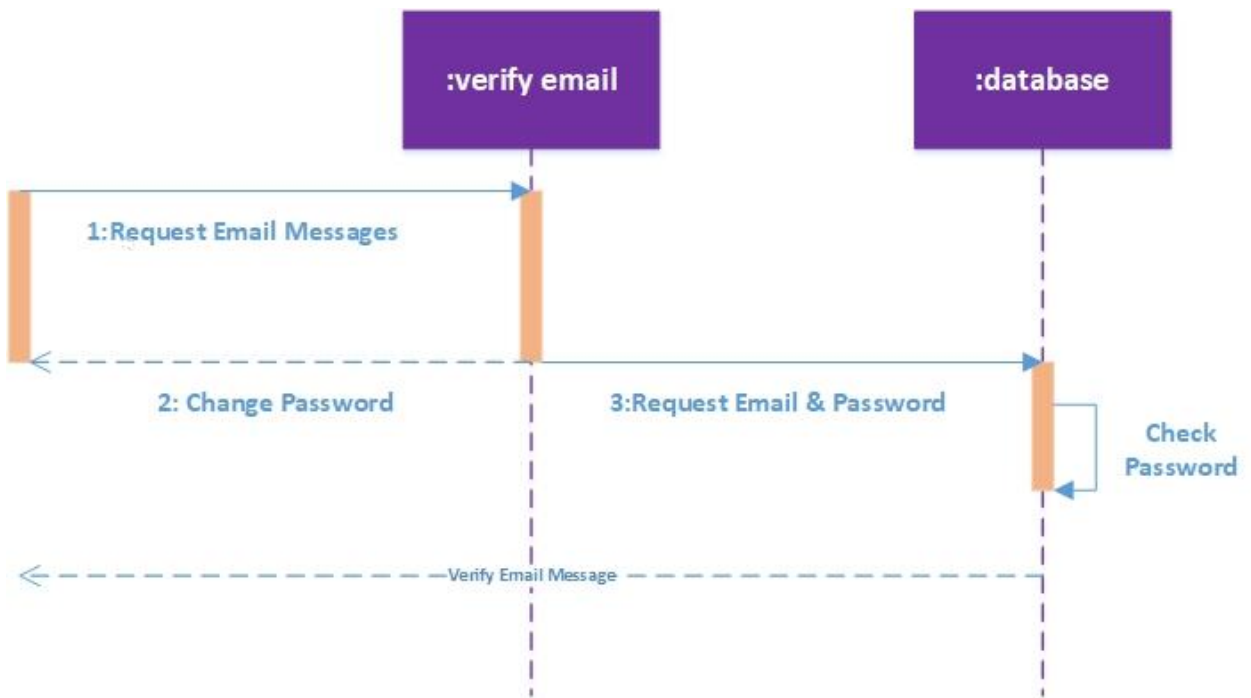 :verify email
:database
1:Request Email Messages
2: Change Password
3:Request Email & Password
Check
Password
Verify Email Message